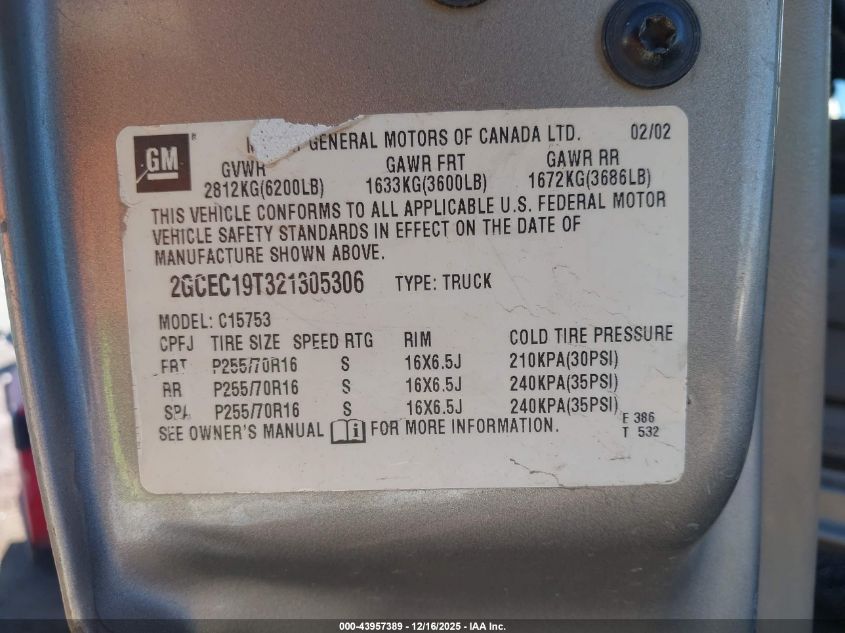 GM
GENERAL MOTORS OF CANADA LTD. 02/02
GVWR GAWR FRT GAWR RR
2812KG(6200LB) 1633KG(3600LB) 1672KG(3686LB)
THIS VEHICLE CONFORMS TO ALL APPLICABLE U.S. FEDERAL MOTOR
VEHICLE SAFETY STANDARDS IN EFFECT ON THE DATE OF
MANUFACTURE SHOWN ABOVE.
2GCEC19T321305306 TYPE: TRUCK
MODEL: C15753
CPFJ TIRE SIZE SPEED RTG RIM COLD TIRE PRESSURE
FRT P255/70R16 S 16X6.5J 210KPA(30PSI)
RR P255/70R16 S 16X6.5J 240KPA(35PSI)
SPA P255/70R16 S 16X6.5J 240KPA(35PSI)
SEE OWNER'S MANUAL i FOR MORE INFORMATION.
F 386
T 532
000-43957389 - 12/16/2025 - IAA Inc.